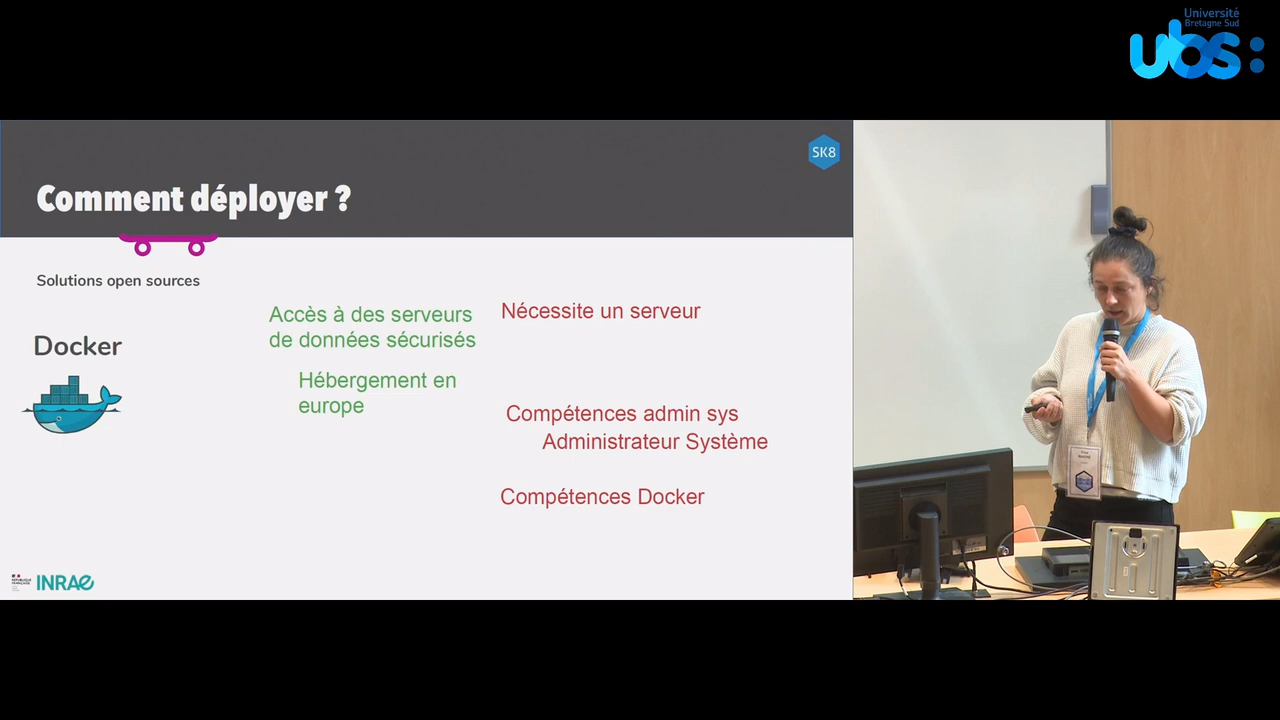 Université
Bretagne Sud
ubs:
SK8
Comment déployer ?
Solutions open sources
Accès à des serveurs
de données sécurisés
Nécessite un serveur
Docker
Hébergement en
europe
Compétences admin sys
Administrateur Système
Compétences Docker
INRAE